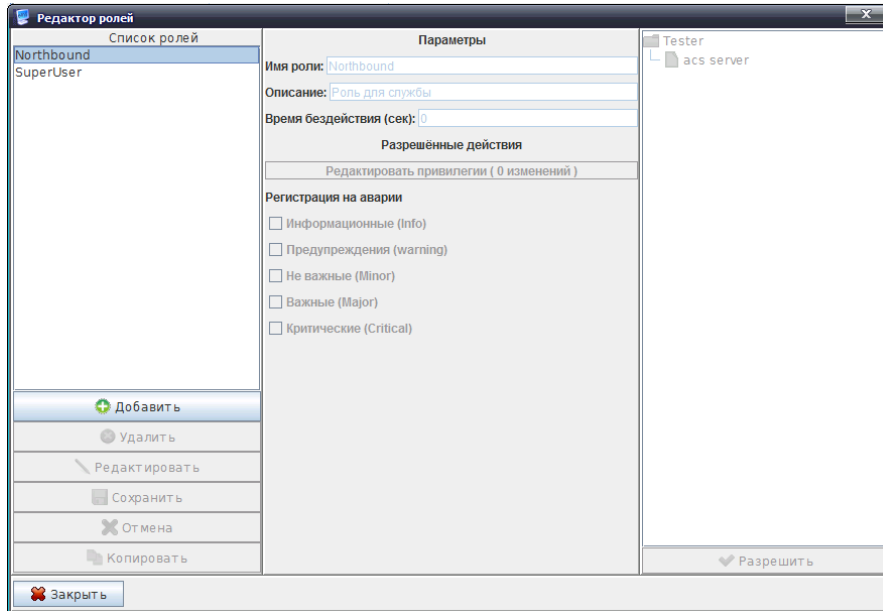 Редактор ролей
Список ролей
Northbound
SuperUser
Добавить
Удалить
Редактировать
Сохранить
Отмена
Копировать
Параметры
Имя роли: Northbound
Описание: Роль для службы
Время бездействия (сек): 0
Разрешённые действия
Редактировать привилегии ( 0 изменений )
Регистрация на аварии
Информационные (Info)
Предупреждения (warning)
Не важные (Minor)
Важные (Major)
Критические (Critical)
Tester
acs server
Разрешить
Закрыть